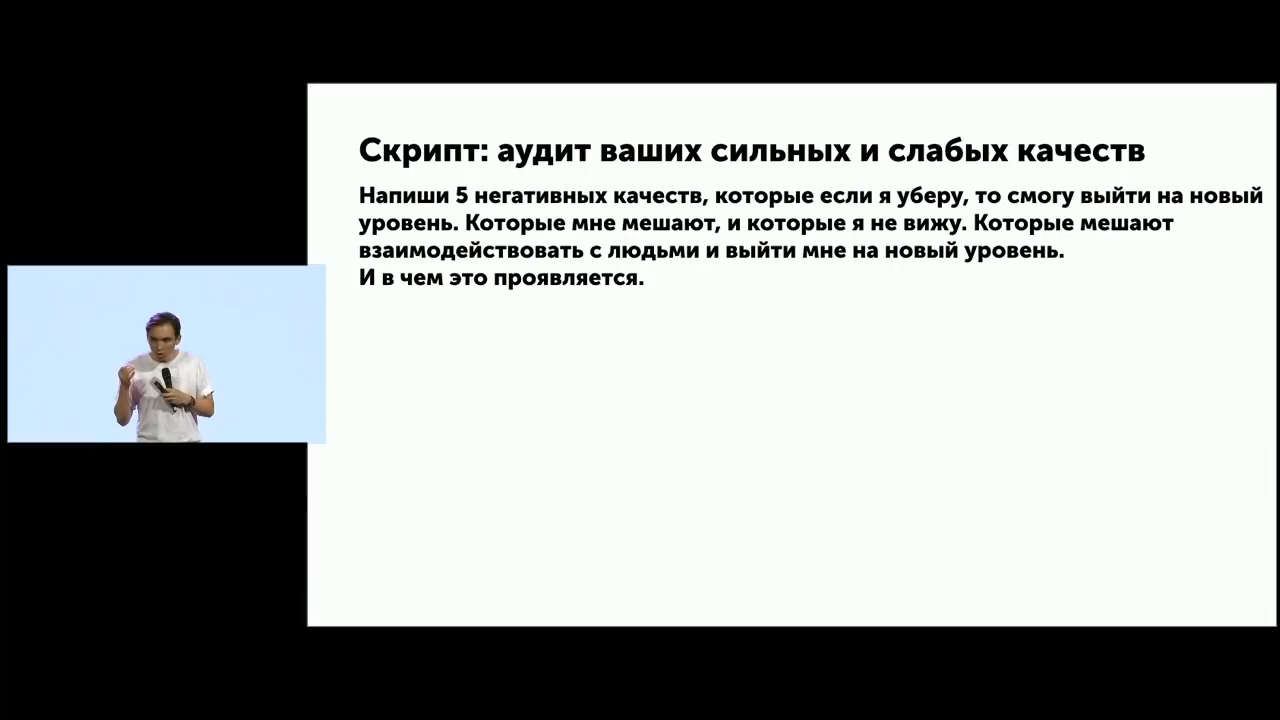 Скрипт: аудит ваших сильных и слабых качеств
Напиши 5 негативных качеств, которые если я уберу, то смогу выйти на новый
уровень. Которые мне мешают, и которые я не вижу. Которые мешают
взаимодействовать с людьми и выйти мне на новый уровень.
И в чем это проявляется.